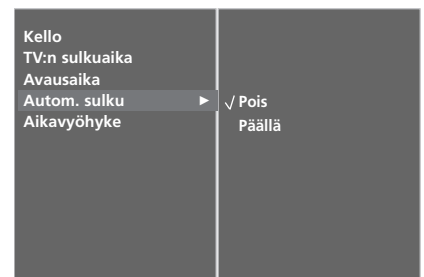 Kello
TV:n sulkuaika
Avausaika
Autom. sulku ►
Aikavyöhyke
√ Pois
Päällä